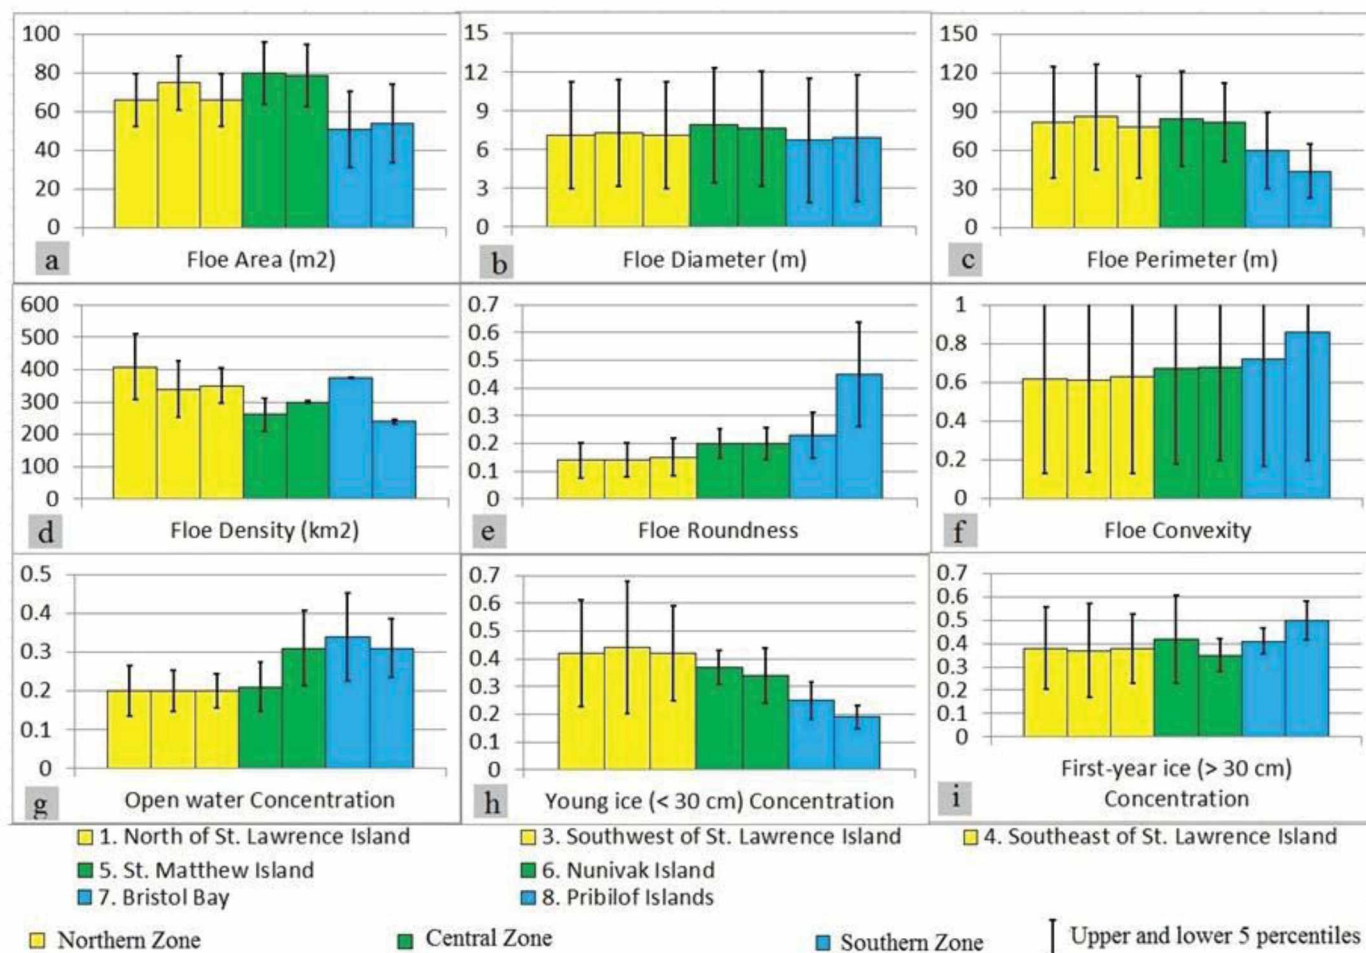 100
80
60
40
20
0
a
Floe Area (m2)
15
12
9
6
3
0
b
Floe Diameter (m)
150
120
90
60
30
0
c
Floe Perimeter (m)
600
500
400
300
200
100
0
d
Floe Density (km2)
0.7
0.6
0.5
0.4
0.3
0.2
0.1
0
e
Floe Roundness
1
0.8
0.6
0.4
0.2
0
f
Floe Convexity
0.5
0.4
0.3
0.2
0.1
0
g
Open water Concentration
0.7
0.6
0.5
0.4
0.3
0.2
0.1
0
h
Young ice (< 30 cm) Concentration
0.7
0.6
0.5
0.4
0.3
0.2
0.1
0
i
First-year ice (> 30 cm)
Concentration
1. North of St. Lawrence Island
3. Southwest of St. Lawrence Island
4. Southeast of St. Lawrence Island
5. St. Matthew Island
6. Nunivak Island
7. Bristol Bay
8. Pribilof Islands
Northern Zone
Central Zone
Southern Zone
Upper and lower 5 percentiles